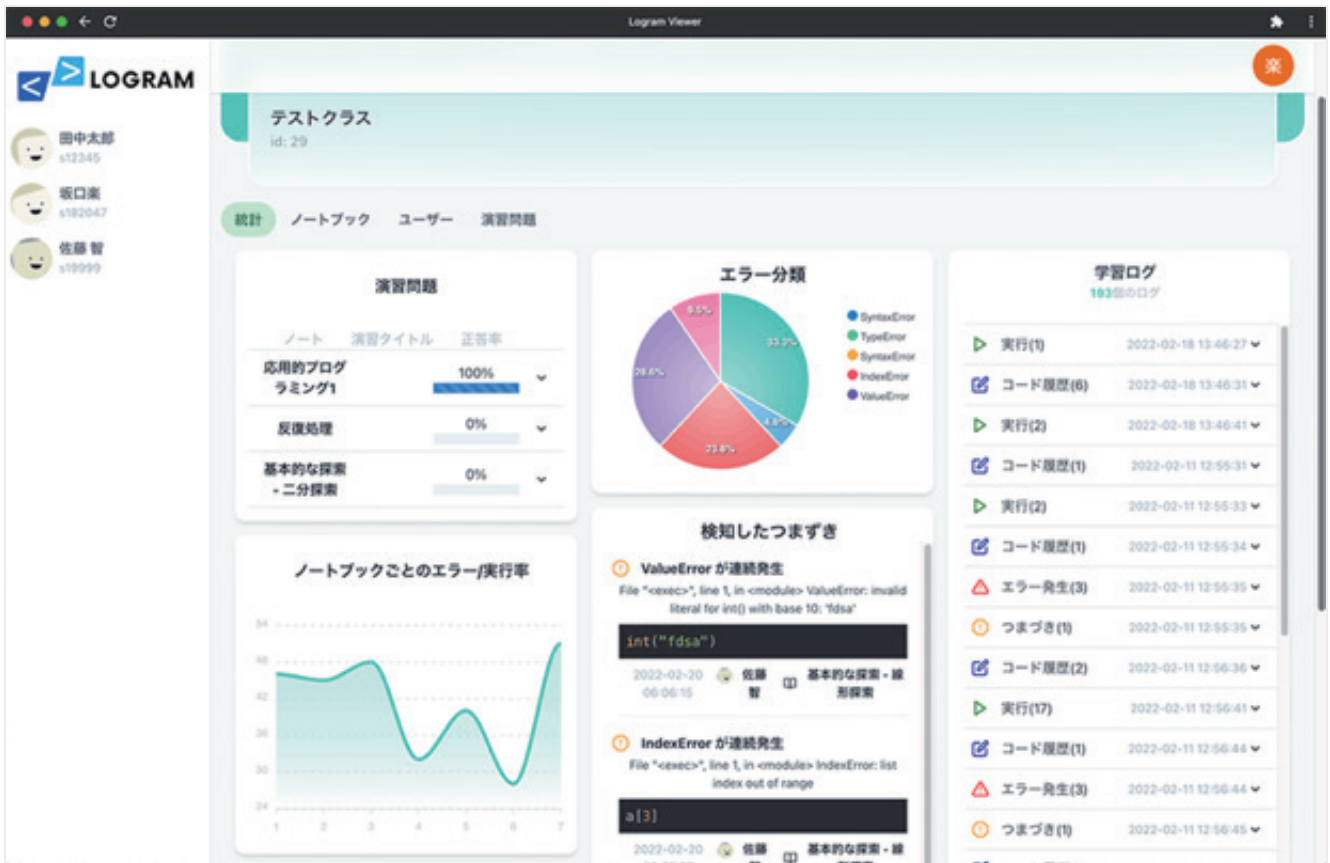 Logram Viewer
LOGRAM
楽
田中太郎
s12345
坂口楽
s182047
佐藤 智
s19999
テストクラス
id: 29
統計 ノートブック ユーザー 演習問題
演習問題
ノート 演習タイトル 正答率
応用的プログ
ラミング1
100%
反復処理
0%
基本的な探索
- 二分探索
0%
ノートブックごとのエラー/実行率
54
48
42
36
30
24
1 2 3 4 5 6 7
エラー分類
9.5%
33.3%
28.6%
4.8%
23.8%
SyntaxError
TypeError
SyntaxError
IndexError
ValueError
検知したつまずき
ValueError が連続発生
File "<exec>", line 1, in <module> ValueError: invalid
literal for int() with base 10: 'fdsa'
int("fdsa")
2022-02-20
06:06:15
佐藤
智
基本的な探索 - 線
形探索
IndexError が連続発生
File "<exec>", line 1, in <module> IndexError: list
index out of range
a[3]
2022-02-20
佐藤
基本的な探索 - 線
学習ログ
193個のログ
実行(1) 2022-02-18 13:46:27
コード履歴(6) 2022-02-18 13:46:31
実行(2) 2022-02-18 13:46:41
コード履歴(1) 2022-02-11 12:55:31
実行(2) 2022-02-11 12:55:33
コード履歴(1) 2022-02-11 12:55:34
エラー発生(3) 2022-02-11 12:55:35
つまづき(1) 2022-02-11 12:55:35
コード履歴(2) 2022-02-11 12:56:36
実行(17) 2022-02-11 12:56:41
コード履歴(1) 2022-02-11 12:56:44
エラー発生(3) 2022-02-11 12:56:44
つまづき(1) 2022-02-11 12:56:45